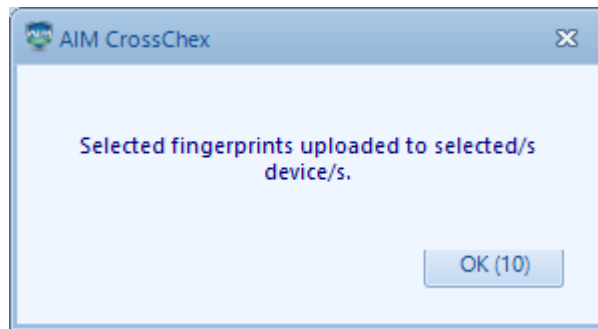 AIM CrossChex
Selected fingerprints uploaded to selected/s
device/s.
OK (10)